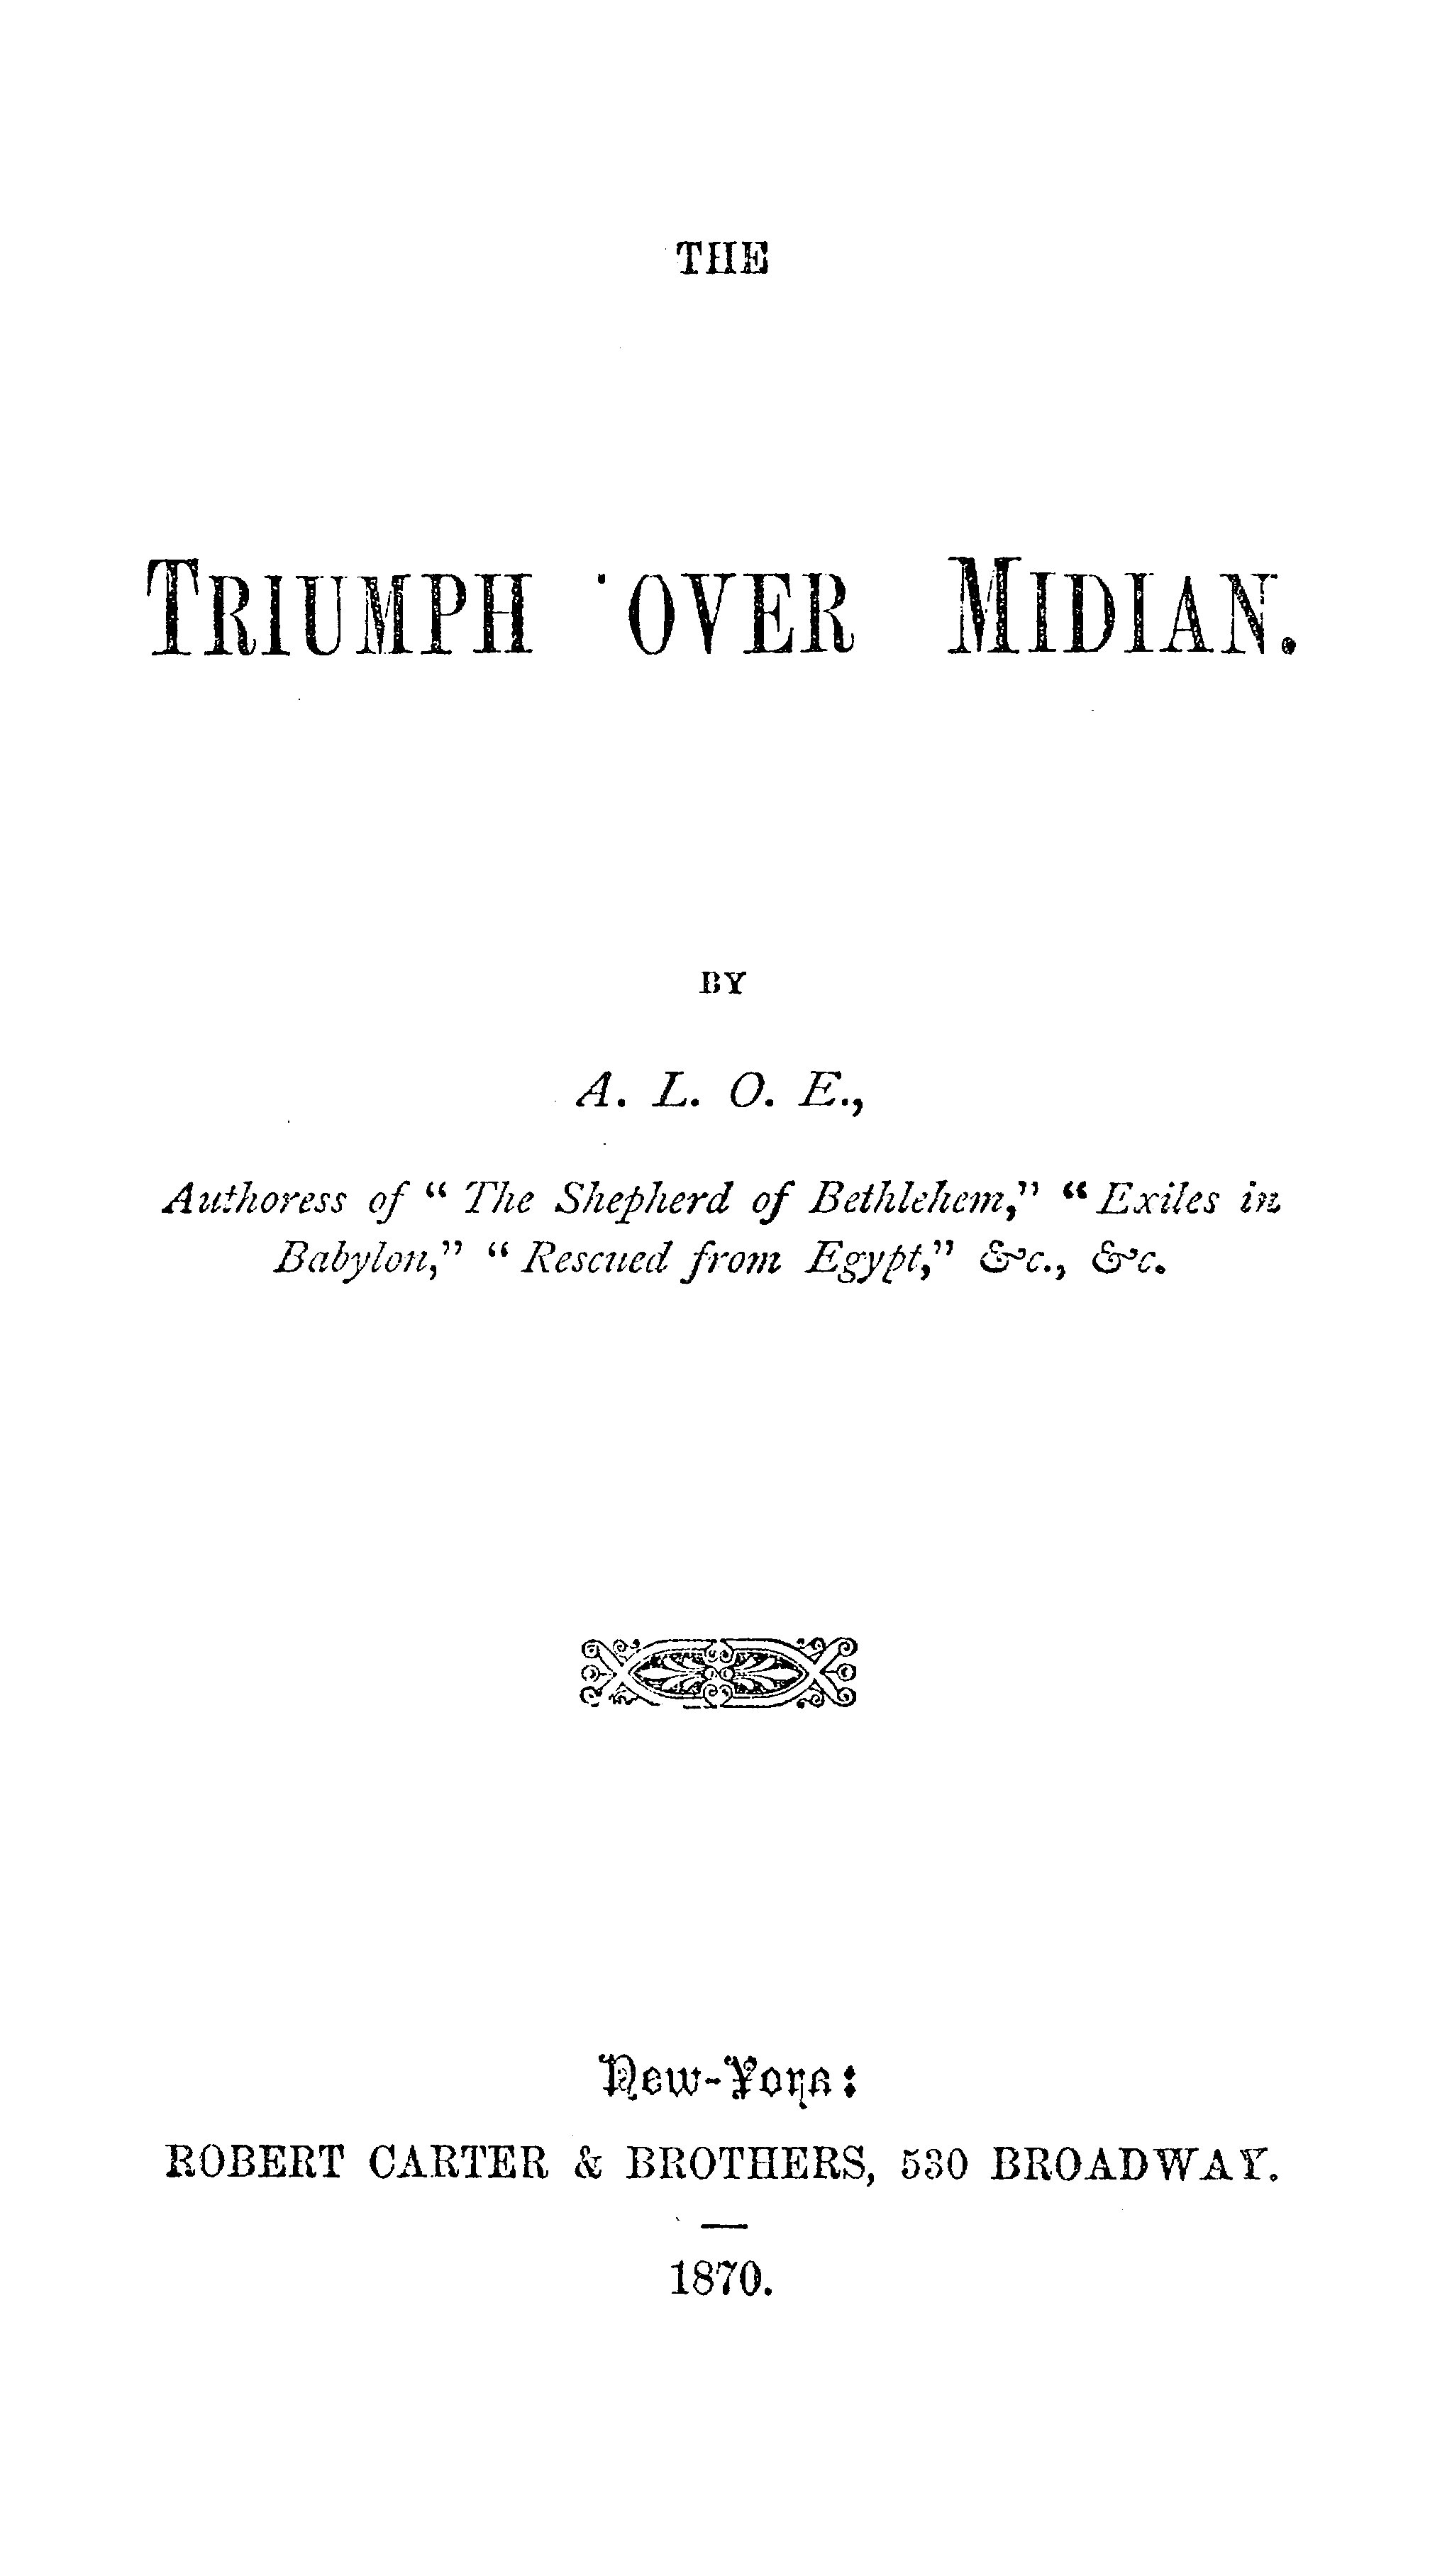 THE
TRIUMPH OVER MIDIAN.
BY
A. L. O. E.,
Authoress of “The Shepherd of Bethlehem,” “Exiles in
Babylon,” “Rescued from Egypt,” &c., &c.
New-York:
ROBERT CARTER & BROTHERS, 530 BROADWAY.
1870.